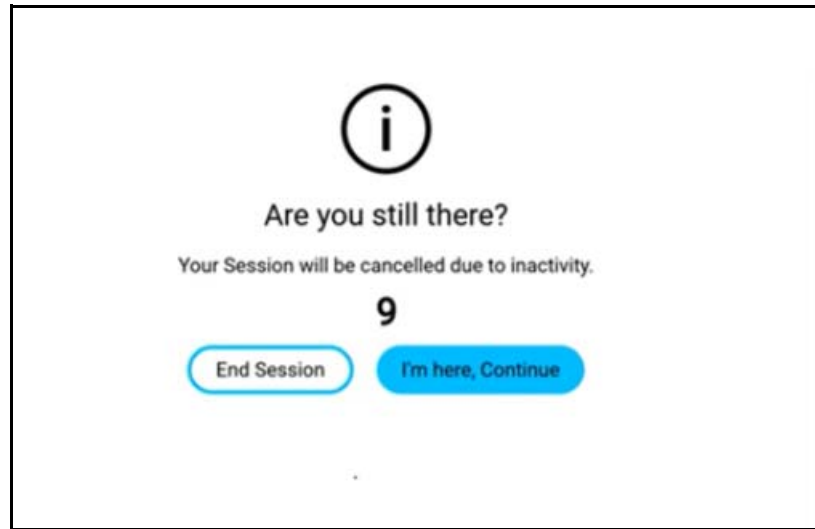 i
Are you still there?
Your Session will be cancelled due to inactivity.
9
End Session
I'm here, Continue